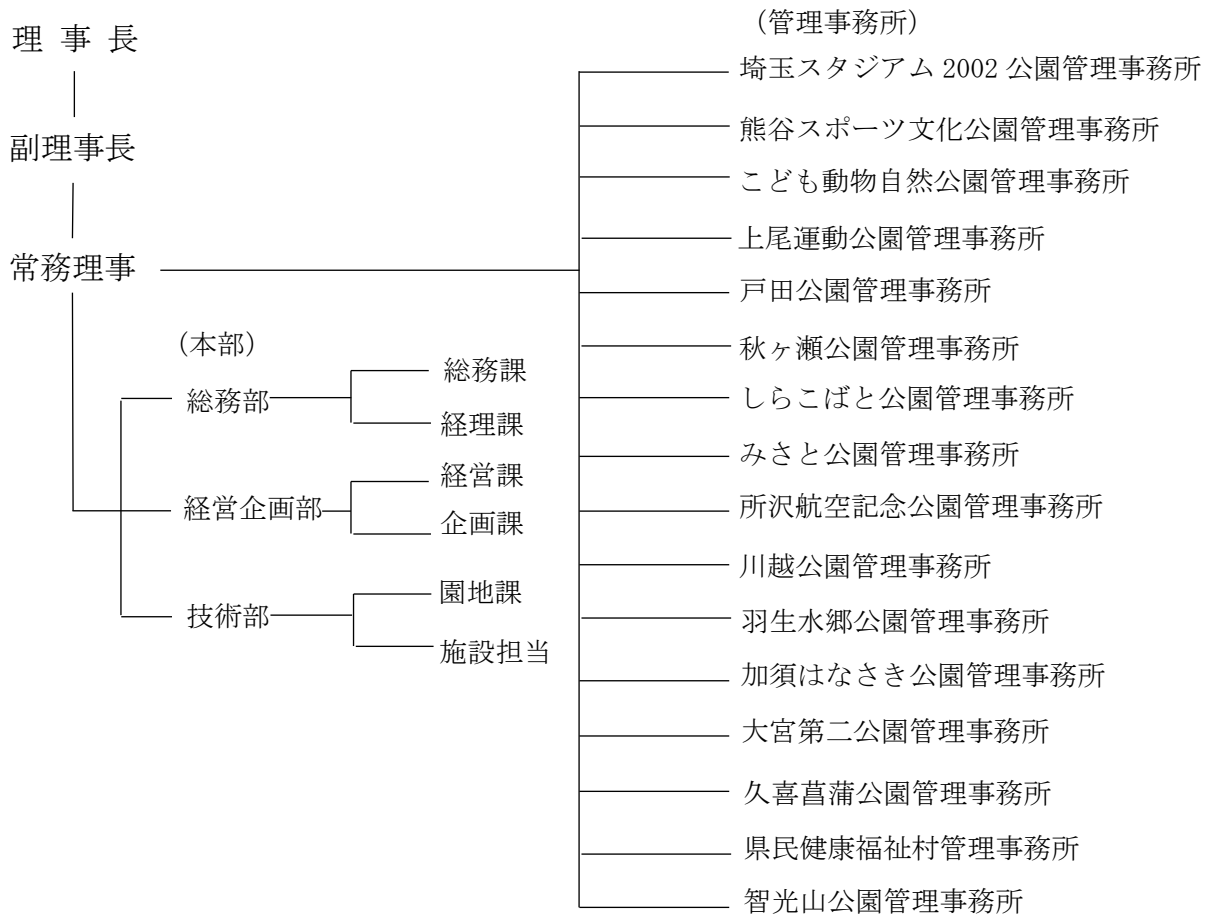 理 事 長
副理事長
常務理事
（本部）
総務部
総務課
経理課
経営企画部
経営課
企画課
技術部
園地課
施設担当
（管理事務所）
埼玉スタジアム 2002 公園管理事務所
熊谷スポーツ文化公園管理事務所
こども動物自然公園管理事務所
上尾運動公園管理事務所
戸田公園管理事務所
秋ヶ瀬公園管理事務所
しらこばと公園管理事務所
みさと公園管理事務所
所沢航空記念公園管理事務所
川越公園管理事務所
羽生水郷公園管理事務所
加須はなさき公園管理事務所
大宮第二公園管理事務所
久喜菖蒲公園管理事務所
県民健康福祉村管理事務所
智光山公園管理事務所